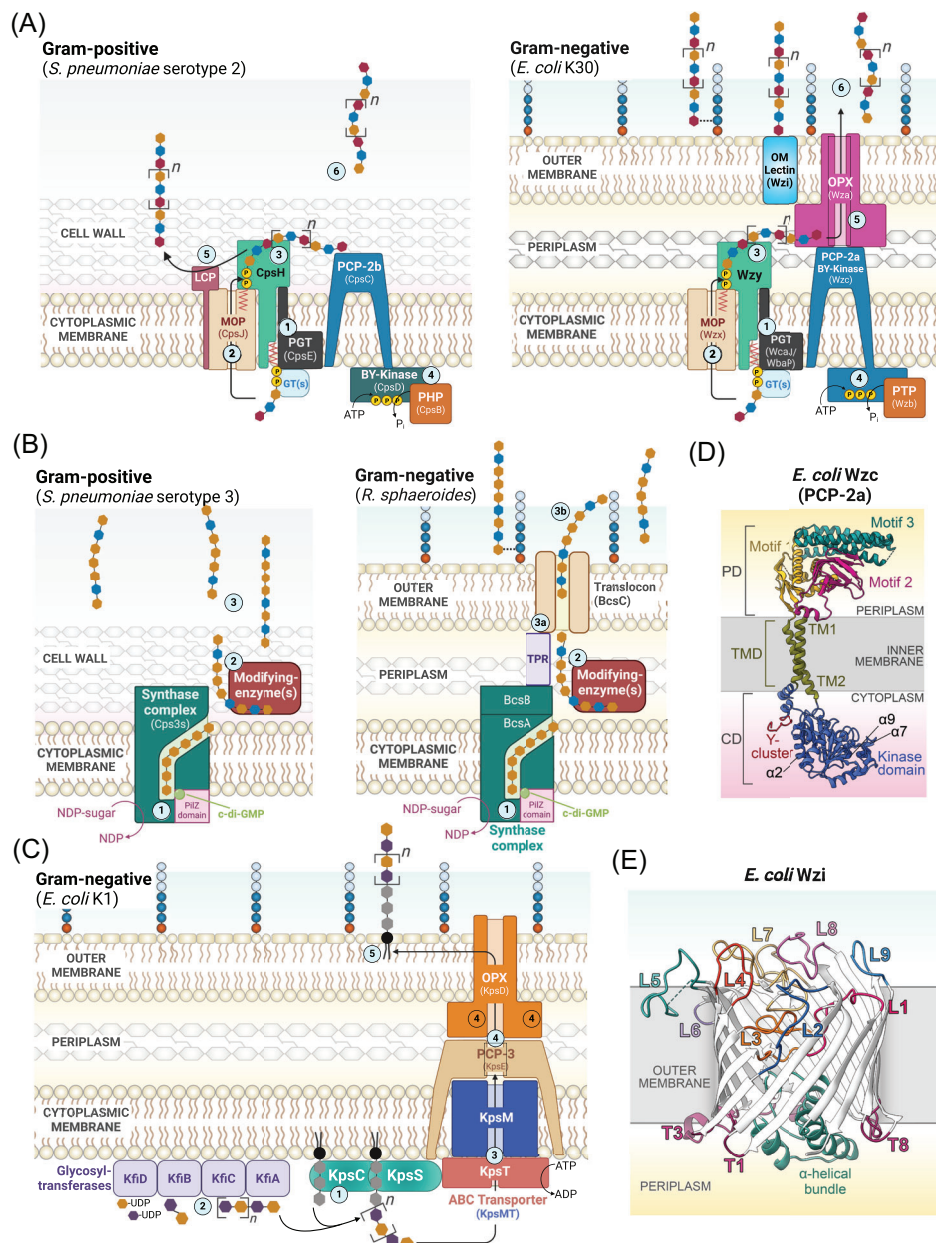 (A)
Gram-positive
(S. pneumoniae serotype 2)
n
n
6
CELL WALL
5
3
LCP
CpsH
PCP-2b
(CpsC)
P
P
CYTOPLASMIC
MEMBRANE
MOP
(CpsJ)
1
PGT
(CpsE)
2
P
P
GT(s)
BY-Kinase
(CpsD)
4
ATP
P P P
Pi
PHP
(CpsB)
Gram-negative
(E. coli K30)
n
n
n
6
OUTER
MEMBRANE
OM
Lectin
(Wzi)
OPX
(Wza)
n
5
PERIPLASM
3
Wzy
PCP-2a
BY-Kinase
(Wzc)
P
P
CYTOPLASMIC
MEMBRANE
MOP
(Wzx)
1
PGT
(WcaJ/
WbaP)
2
P
P
GT(s)
4
ATP
P P P
Pi
PTP
(Wzb)
(B)
Gram-positive
(S. pneumoniae serotype 3)
3
CELL WALL
2
Modifying-
enzyme(s)
Synthase
complex
(Cps3s)
CYTOPLASMIC
MEMBRANE
NDP-sugar
1
PilZ
domain
c-di-GMP
NDP
Gram-negative
(R. sphaeroides)
3b
OUTER
MEMBRANE
Translocon
(BcsC)
3a
TPR
2
PERIPLASM
Modifying-
enzyme(s)
BcsB
BcsA
CYTOPLASMIC
MEMBRANE
NDP-sugar
1
PilZ
domain
c-di-GMP
NDP
Synthase
complex
(D)
E. coli Wzc
(PCP-2a)
Motif 3
Motif
PD
Motif 2
PERIPLASM
TM1
TMD
INNER
MEMBRANE
TM2
CYTOPLASM
CD
Y-
cluster
α9
α7
α2
Kinase
domain
(C)
Gram-negative
(E. coli K1)
n
5
OUTER
MEMBRANE
OPX
(KpsD)
4
4
4
PERIPLASM
PCP-3
(KpsE)
CYTOPLASMIC
MEMBRANE
KpsM
3
Glycosyl-
transferases
KfiD
KfiB
KfiC
KfiA
KpsC
KpsS
1
KpsT
ATP
ADP
-UDP
-UDP
2
n
n
ABC Transporter
(KpsMT)
(E)
E. coli Wzi
L5
L4
L7
L8
L9
L6
L3
L2
L1
OUTER
MEMBRANE
T3
T1
T8
α-helical
bundle
PERIPLASM